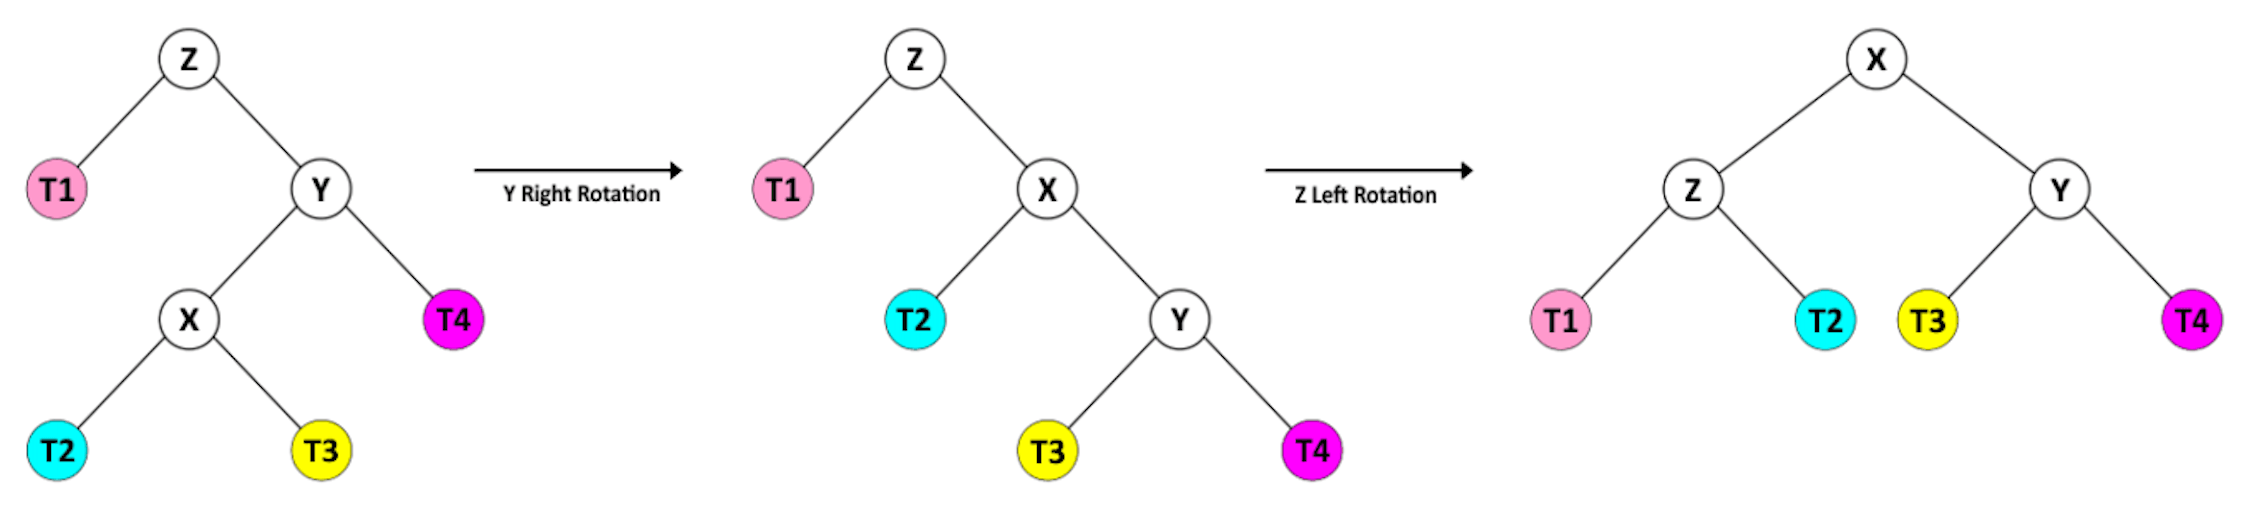 Z
T1
Y
X
T4
T2
T3
Y Right Rotation
Z
T1
X
T2
Y
T3
T4
Z Left Rotation
X
Z
Y
T1
T2
T3
T4